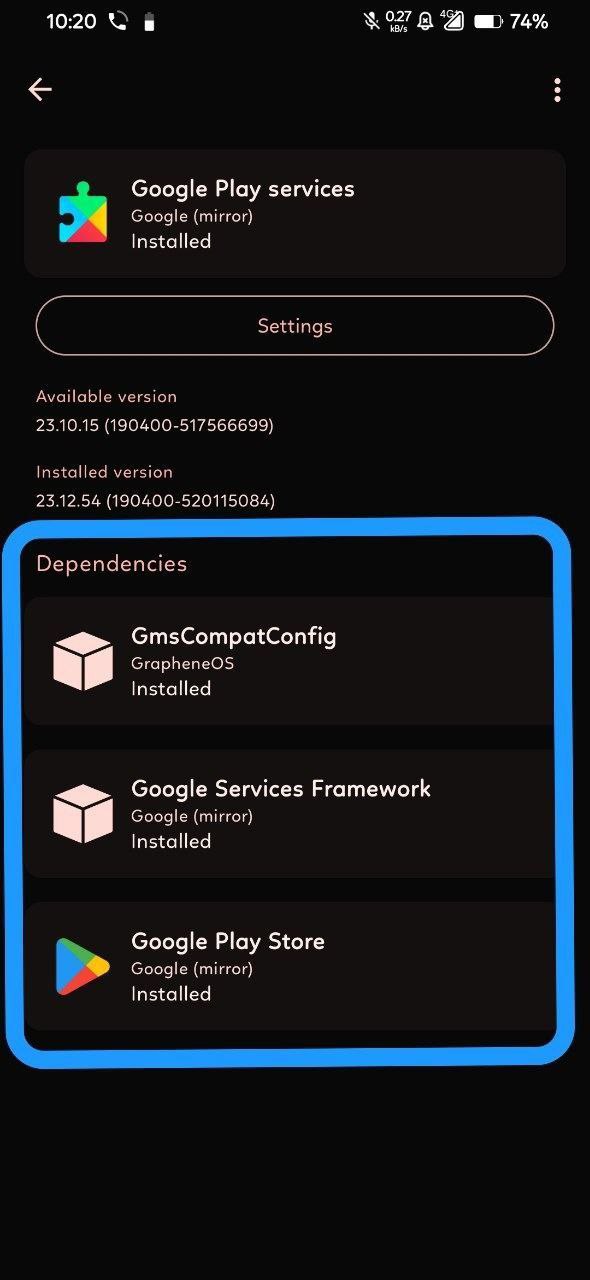 10:20
0.27
kB/s
4G+
74%
Google Play services
Google (mirror)
Installed
Settings
Available version
23.10.15 (190400-517566699)
Installed version
23.12.54 (190400-520115084)
Dependencies
GmsCompatConfig
GrapheneOS
Installed
Google Services Framework
Google (mirror)
Installed
Google Play Store
Google (mirror)
Installed